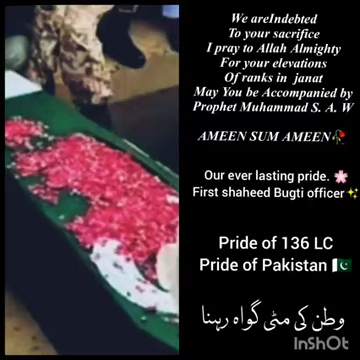 We areIndebted
To your sacrifice
I pray to Allah Almighty
For your elevations
Of ranks in janat
May You be Accompanied by
Prophet Muhammad S. A. W
AMEEN SUM AMEEN🥀
Our ever lasting pride. 🌸
First shaheed Bugti officer✨
Pride of 136 LC
Pride of Pakistan 🇵🇰
وطن کی مٹی گواہ رہنا
InShOt